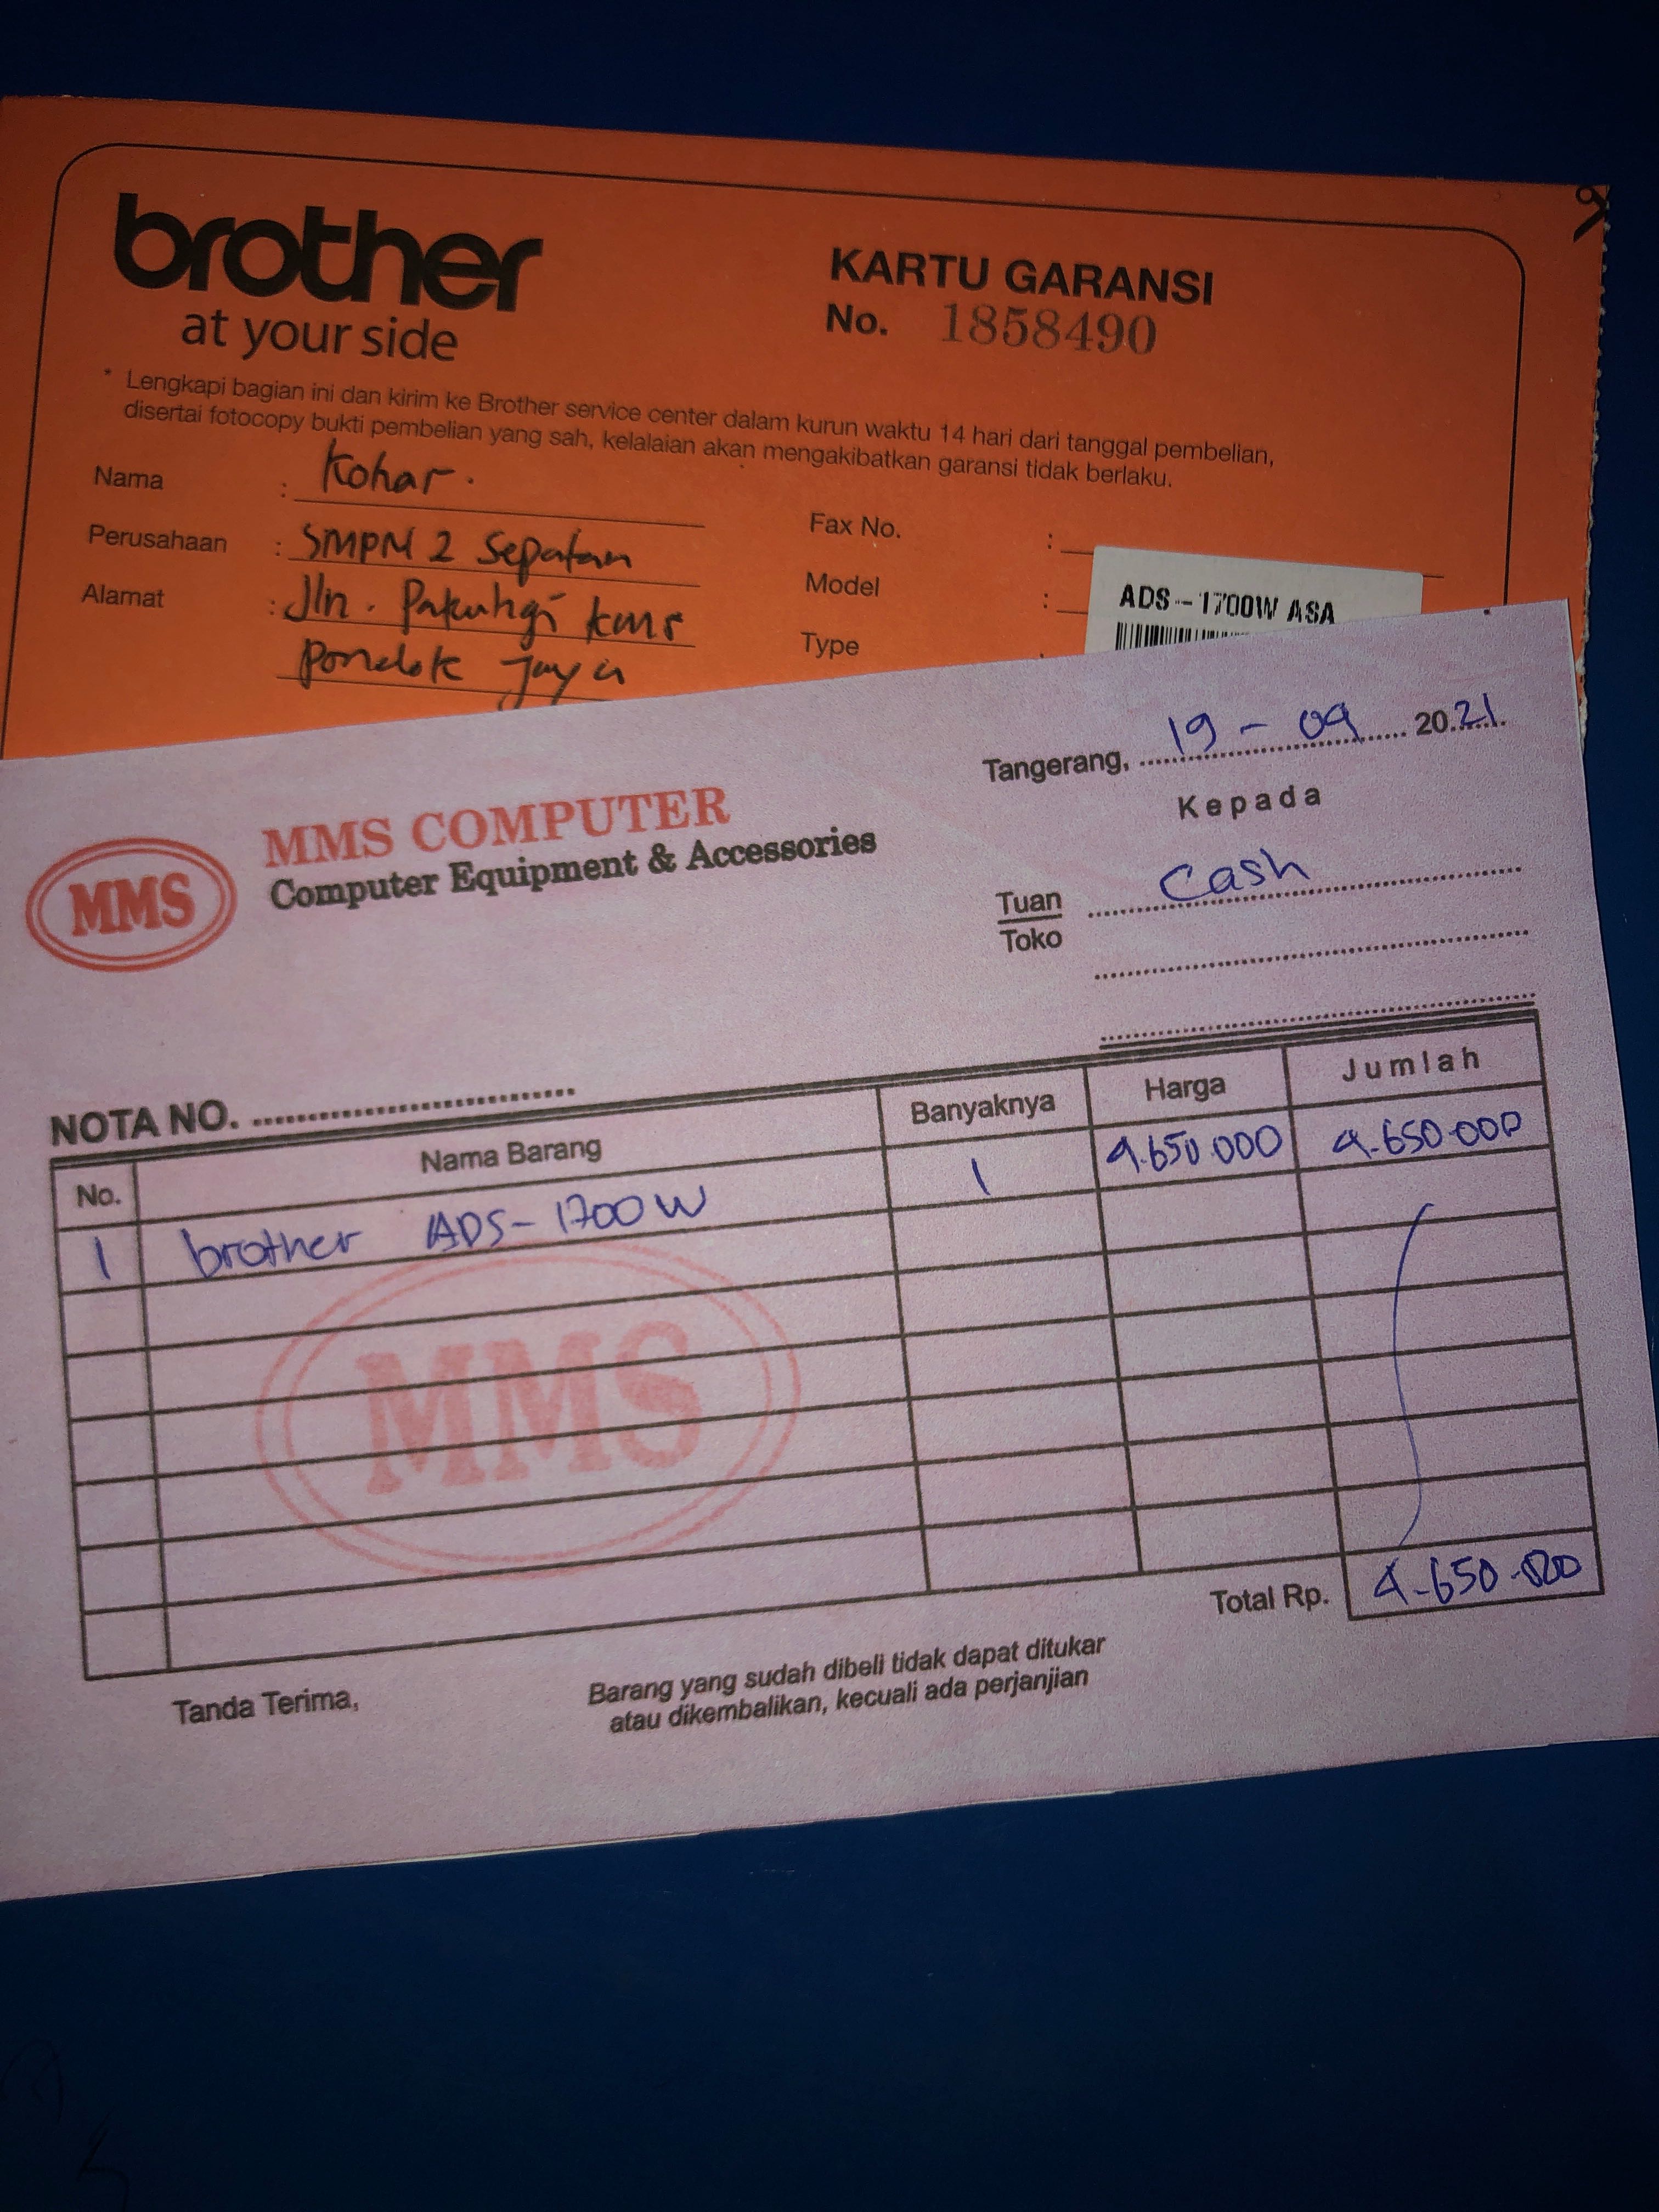 brother
at your side
KARTU GARANSI
No. 1858490
* Lengkapi bagian ini dan kirim ke Brother service center dalam kurun waktu 14 hari dari tanggal pembelian,
disertai fotocopy bukti pembelian yang sah, kelalaian akan mengakibatkan garansi tidak berlaku.
Nama : Kohar.
Perusahaan : SMPN 2 Sepatan
Alamat : Jln. Pakuhaji km5
Pondok Jaya
Fax No. :
Model :
Type :
ADS-1700W ASA
Tangerang, 19 - 09 2021
Kepada
MMS
MMS COMPUTER
Computer Equipment & Accessories
Tuan Cash
Toko
NOTA NO.
No. Nama Barang Banyaknya Harga Jumlah
1 brother ADS-1700W 1 4.650.000 4.650.000
MMS
Total Rp. 4.650.000
Tanda Terima,
Barang yang sudah dibeli tidak dapat ditukar
atau dikembalikan, kecuali ada perjanjian